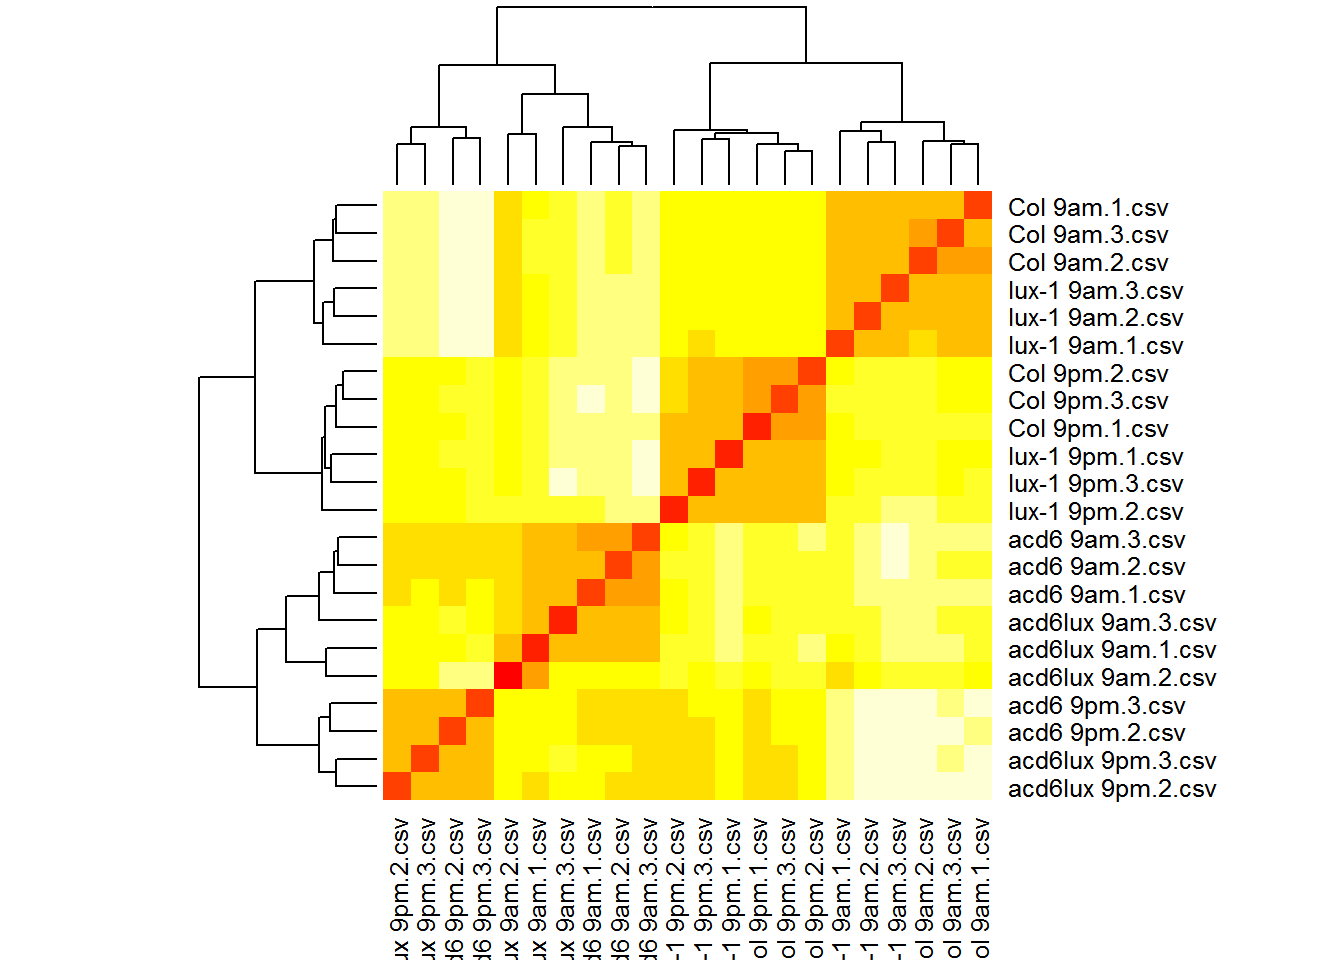 Col 9am.1.csv
Col 9am.3.csv
Col 9am.2.csv
lux-1 9am.3.csv
lux-1 9am.2.csv
lux-1 9am.1.csv
Col 9pm.2.csv
Col 9pm.3.csv
Col 9pm.1.csv
lux-1 9pm.1.csv
lux-1 9pm.3.csv
lux-1 9pm.2.csv
acd6 9am.3.csv
acd6 9am.2.csv
acd6 9am.1.csv
acd6lux 9am.3.csv
acd6lux 9am.1.csv
acd6lux 9am.2.csv
acd6 9pm.3.csv
acd6 9pm.2.csv
acd6lux 9pm.3.csv
acd6lux 9pm.2.csv
ux 9pm.2.csv
ux 9pm.3.csv
d6 9pm.2.csv
d6 9pm.3.csv
ux 9am.2.csv
ux 9am.1.csv
ux 9am.3.csv
d6 9am.1.csv
d6 9am.2.csv
d6 9am.3.csv
-1 9pm.2.csv
-1 9pm.3.csv
-1 9pm.1.csv
ol 9pm.1.csv
ol 9pm.3.csv
ol 9pm.2.csv
-1 9am.1.csv
-1 9am.2.csv
-1 9am.3.csv
ol 9am.2.csv
ol 9am.3.csv
ol 9am.1.csv